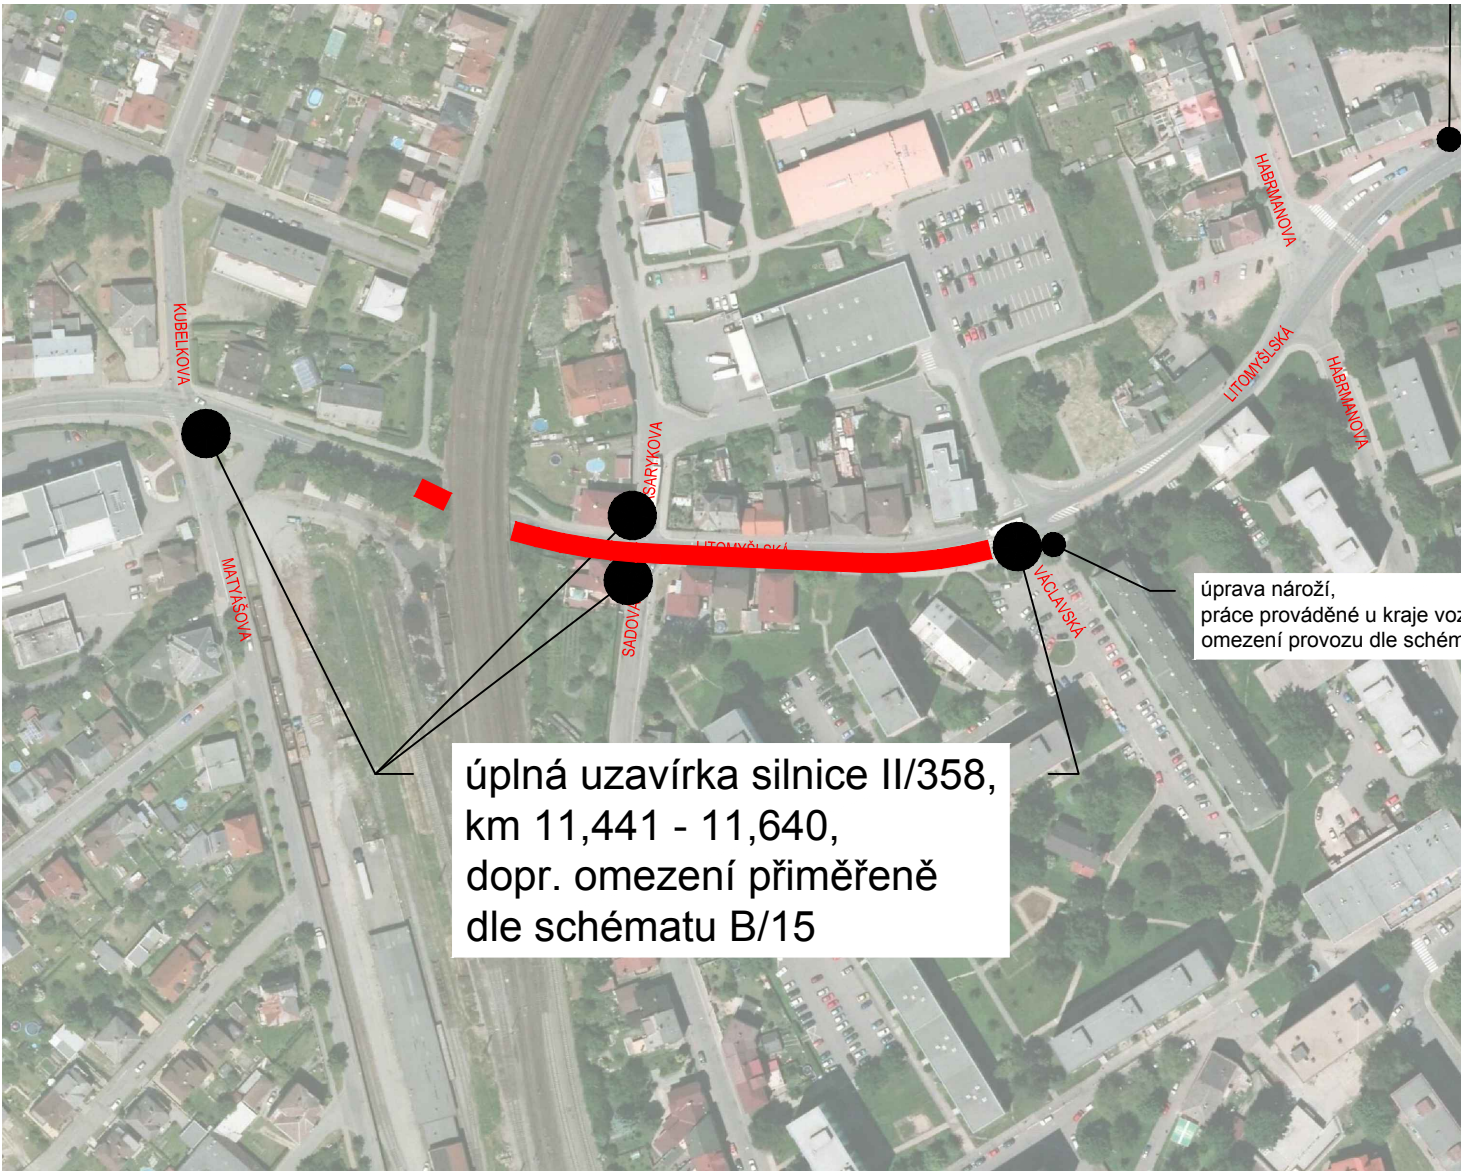 HABRMANOVA
KUBELKOVA
LITOMYŠLSKÁ
HABRMANOVA
SARYKOVA
LITOMYŠLSKÁ
MATYÁŠOVA
SADOVÁ
VÁCLAVSKÁ
úprava nároží,
práce prováděné u kraje voz
omezení provozu dle schém
úplná uzavírka silnice II/358,
km 11,441 - 11,640,
dopr. omezení přiměřeně
dle schématu B/15